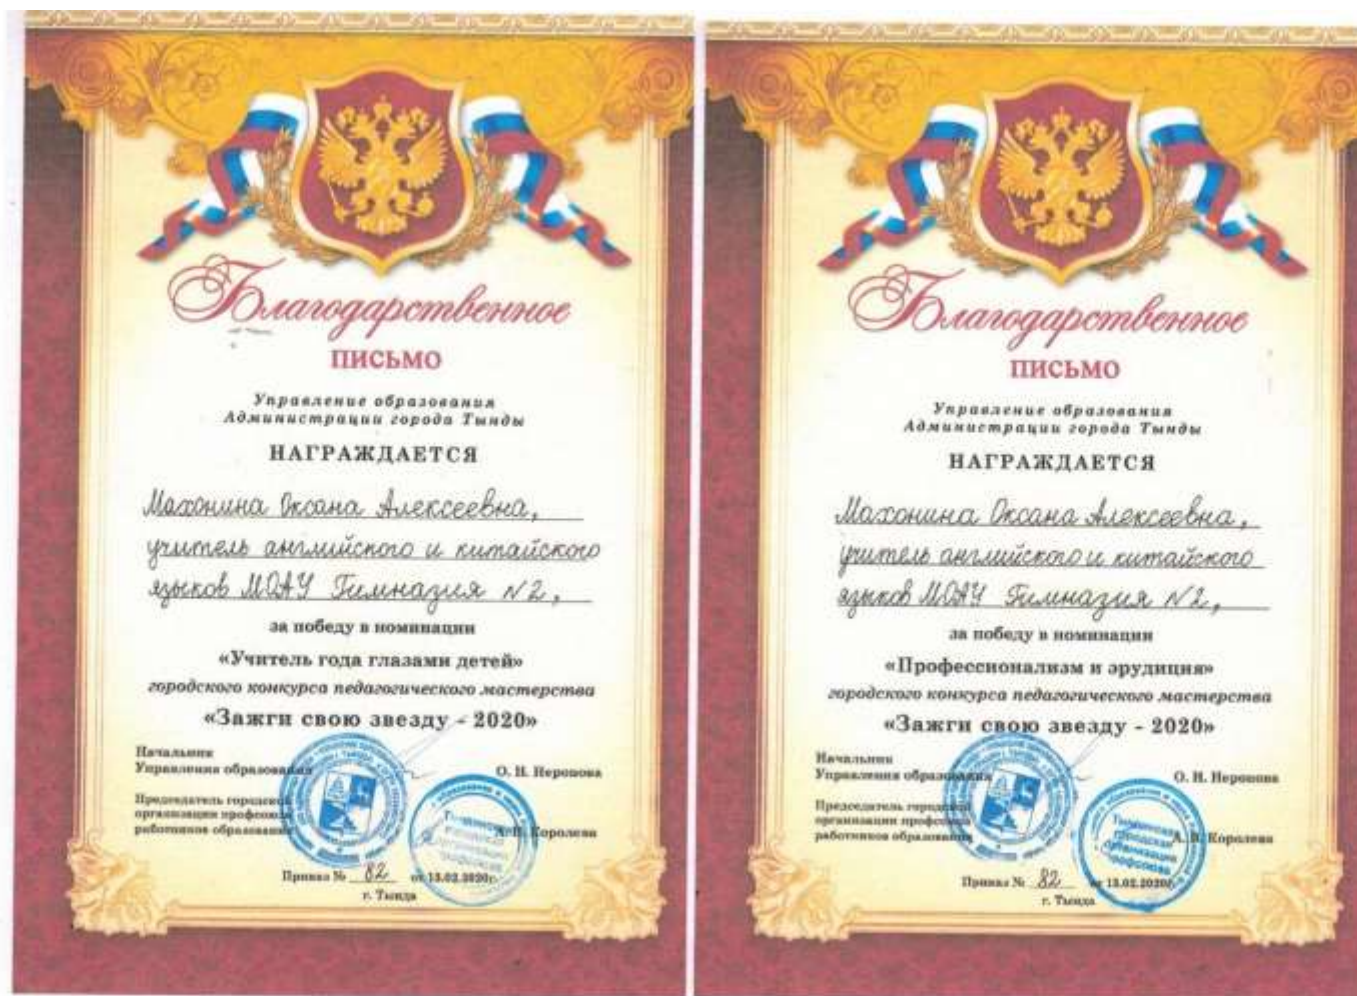 Благодарственное
ПИСЬМО
Управление образования
Администрации города Тынды
НАГРАЖДАЕТСЯ
Махонина Оксана Алексеевна,
учитель английского и китайского
языков МОАУ Гимназия №2,
за победу в номинации
«Учитель года глазами детей»
городского конкурса педагогического мастерства
«Зажги свою звезду - 2020»
Начальник
Управления образования
О. Н. Неронова
Председатель городской
организации профсоюза
работников образования
А. В. Королева
Приказ № 82 от 13.02.2020г.
г. Тында
Благодарственное
ПИСЬМО
Управление образования
Администрации города Тынды
НАГРАЖДАЕТСЯ
Махонина Оксана Алексеевна,
учитель английского и китайского
языков МОАУ Гимназия №2,
за победу в номинации
«Профессионализм и эрудиция»
городского конкурса педагогического мастерства
«Зажги свою звезду - 2020»
Начальник
Управления образования
О. Н. Неронова
Председатель городской
организации профсоюза
работников образования
А. В. Королева
Тындинская
городская
организация
профсоюза
Приказ № 82 от 13.02.2020г.
г. Тында